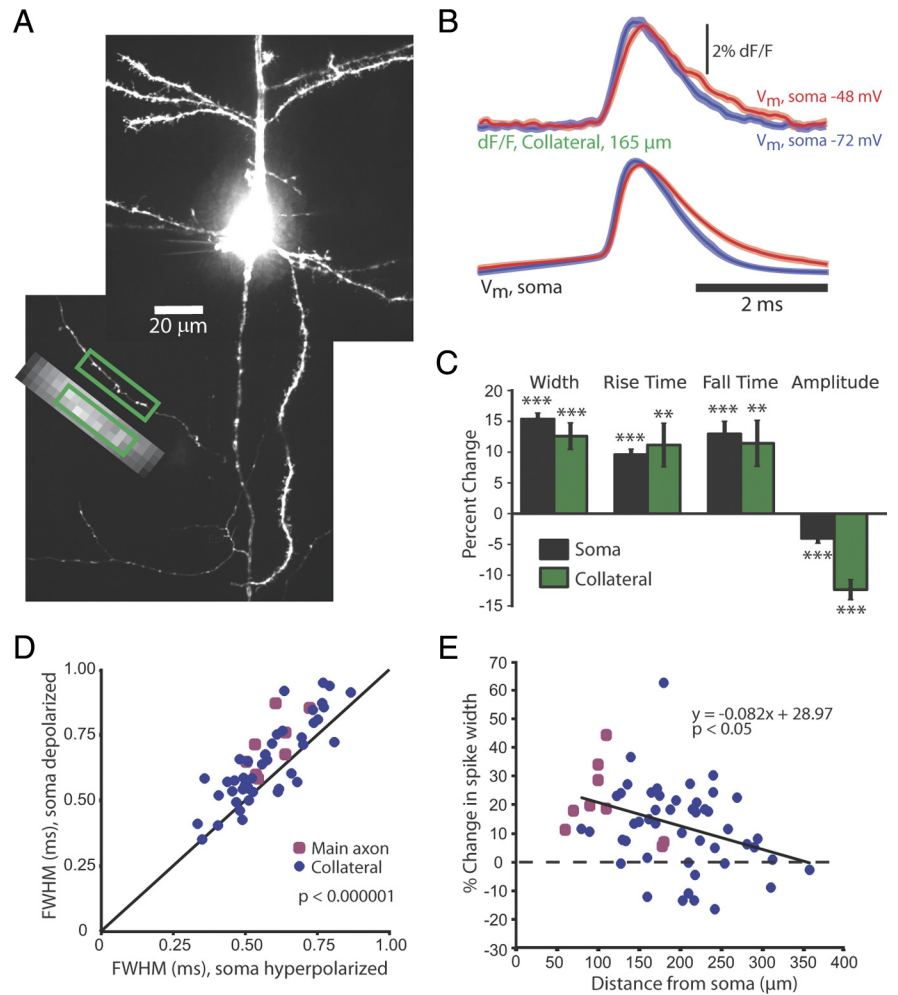 A
20 µm
B
2% dF/F
Vm, soma -48 mV
Vm, soma -72 mV
dF/F, Collateral, 165 µm
Vm, soma
2 ms
C
Width Rise Time Fall Time Amplitude
*** *** *** ** *** ** *** ***
Percent Change
20
15
10
5
0
-5
-10
-15
Soma
Collateral
D
FWHM (ms), soma depolarized
1.00
0.75
0.50
0.25
0
Main axon
Collateral
p < 0.000001
0 0.25 0.50 0.75 1.00
FWHM (ms), soma hyperpolarized
E
% Change in spike width
70
60
50
40
30
20
10
0
-10
-20
-30
y = -0.082x + 28.97
p < 0.05
0 50 100 150 200 250 300 350 400
Distance from soma (µm)